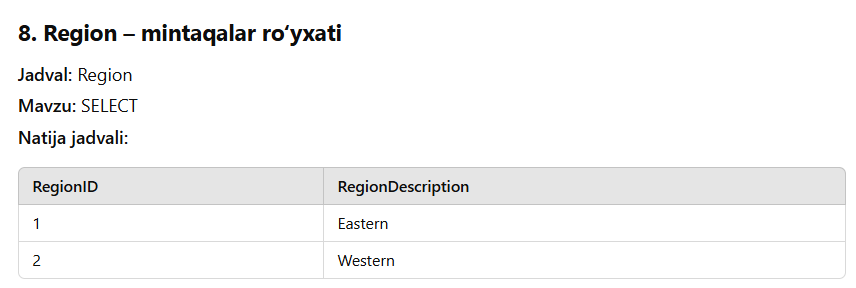 8. Region – mintaqalar ro‘yxati
Jadval: Region
Mavzu: SELECT
Natija jadvali:
RegionID RegionDescription
1 Eastern
2 Western